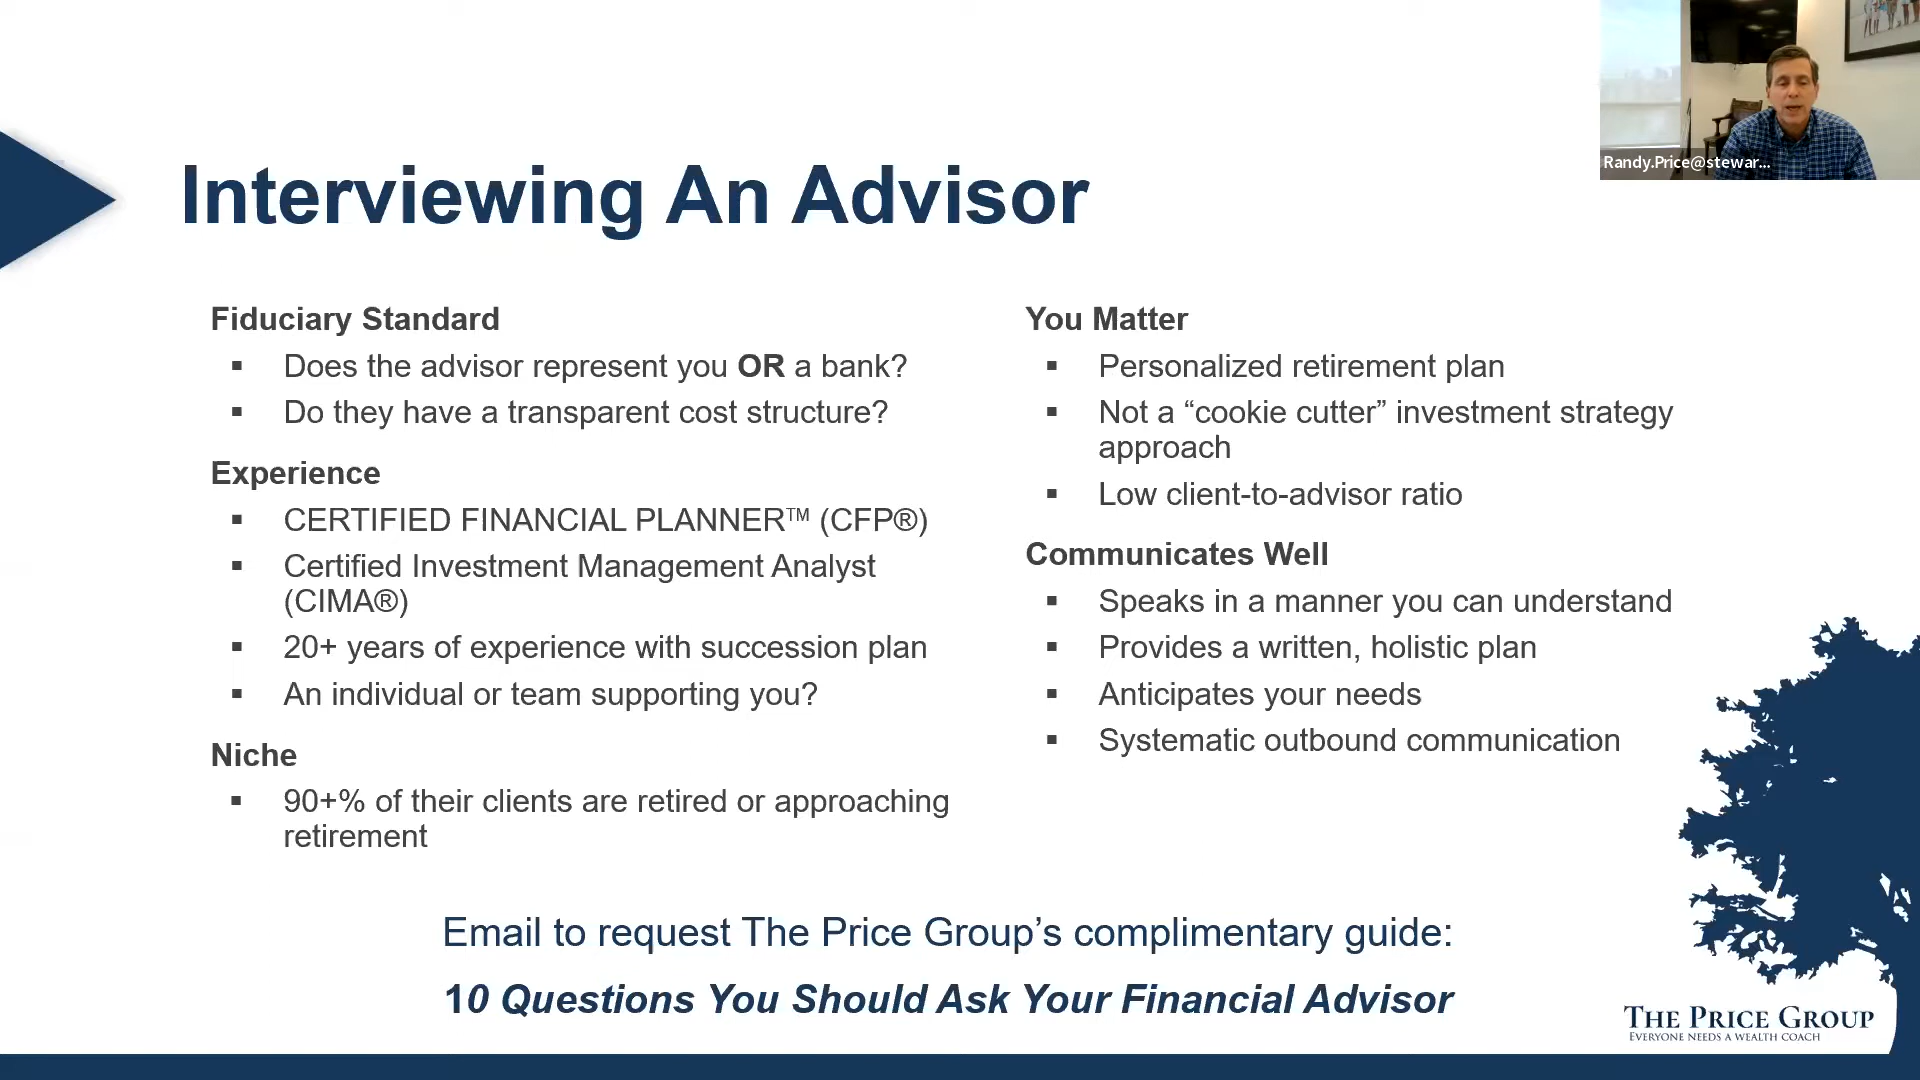 Randy.Price@stewar...
Interviewing An Advisor
Fiduciary Standard
▪ Does the advisor represent you OR a bank?
▪ Do they have a transparent cost structure?
Experience
▪ CERTIFIED FINANCIAL PLANNER™ (CFP®)
▪ Certified Investment Management Analyst
(CIMA®)
▪ 20+ years of experience with succession plan
▪ An individual or team supporting you?
Niche
▪ 90+% of their clients are retired or approaching
retirement
You Matter
▪ Personalized retirement plan
▪ Not a “cookie cutter” investment strategy
approach
▪ Low client-to-advisor ratio
Communicates Well
▪ Speaks in a manner you can understand
▪ Provides a written, holistic plan
▪ Anticipates your needs
▪ Systematic outbound communication
Email to request The Price Group’s complimentary guide:
10 Questions You Should Ask Your Financial Advisor
THE PRICE GROUP
EVERYONE NEEDS A WEALTH COACH